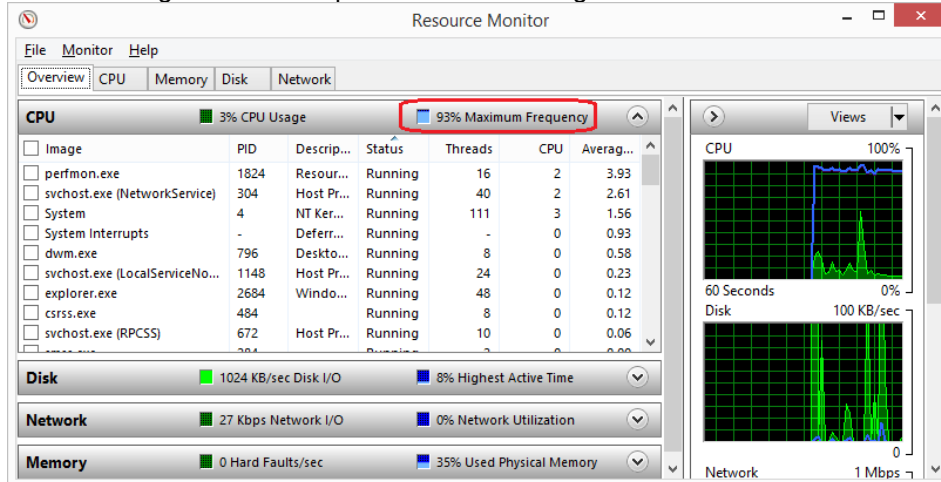 Resource Monitor
File Monitor Help
Overview CPU Memory Disk Network
CPU 3% CPU Usage 93% Maximum Frequency
Image PID Descrip... Status Threads CPU Averag...
perfmon.exe 1824 Resour... Running 16 2 3.93
svchost.exe (NetworkService) 304 Host Pr... Running 40 2 2.61
System 4 NT Ker... Running 111 3 1.56
System Interrupts - Deferr... Running - 0 0.93
dwm.exe 796 Deskto... Running 8 0 0.58
svchost.exe (LocalServiceNo... 1148 Host Pr... Running 24 0 0.23
explorer.exe 2684 Windo... Running 48 0 0.12
csrss.exe 484 Running 8 0 0.12
svchost.exe (RPCSS) 672 Host Pr... Running 10 0 0.06
Disk 1024 KB/sec Disk I/O 8% Highest Active Time
Network 27 Kbps Network I/O 0% Network Utilization
Memory 0 Hard Faults/sec 35% Used Physical Memory
Views
CPU 100%
60 Seconds 0%
Disk 100 KB/sec
0
Network 1 Mbps